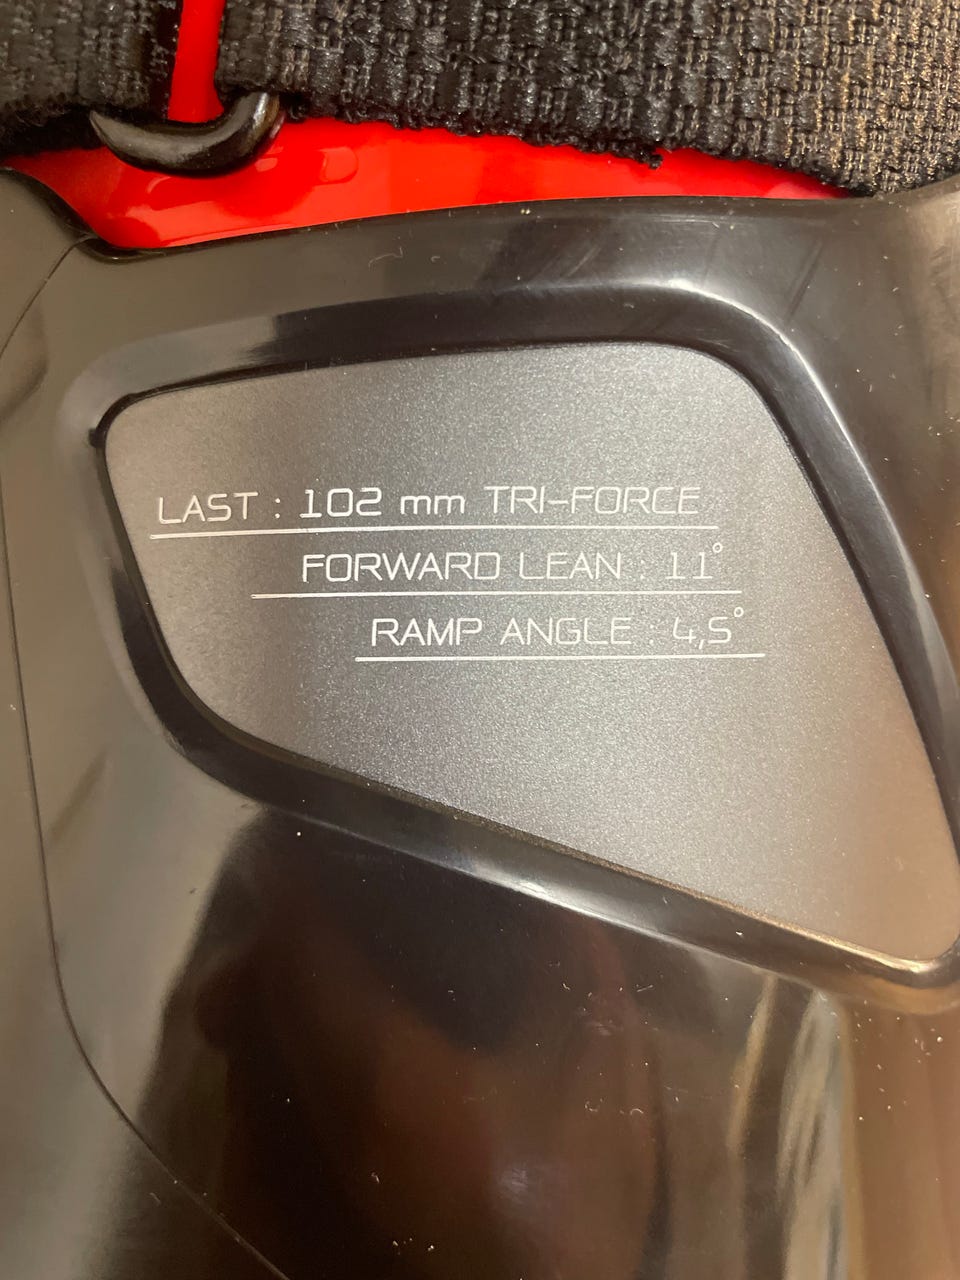 LAST : 102 mm TRI-FORCE
FORWARD LEAN : 11°
RAMP ANGLE : 4,5°